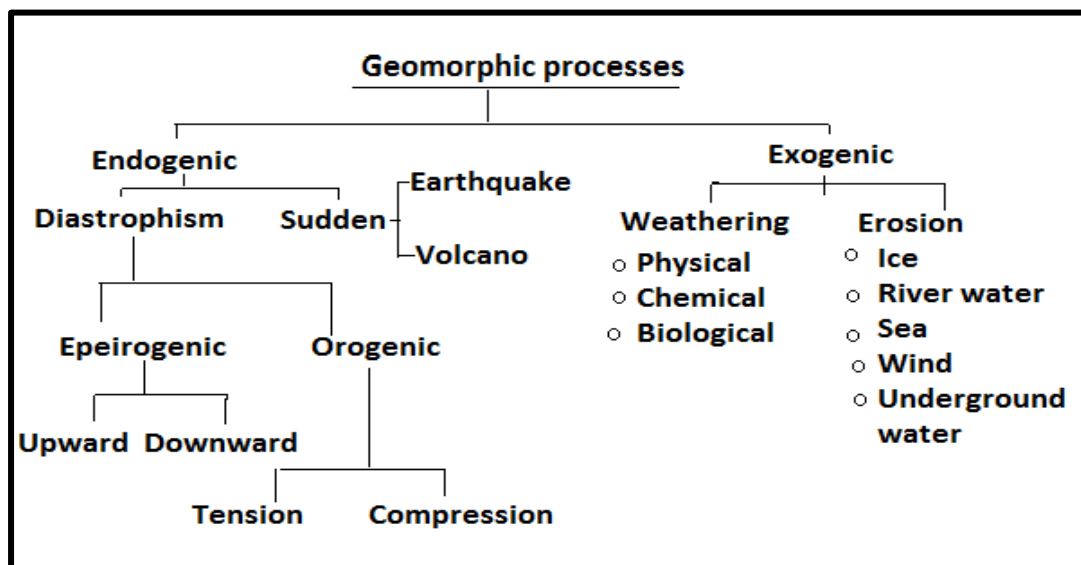 Geomorphic processes
Endogenic
Exogenic
Diastrophism
Sudden
Earthquake
Volcano
Weathering
Physical
Chemical
Biological
Erosion
Ice
River water
Sea
Wind
Underground
water
Epeirogenic
Orogenic
Upward
Downward
Tension
Compression